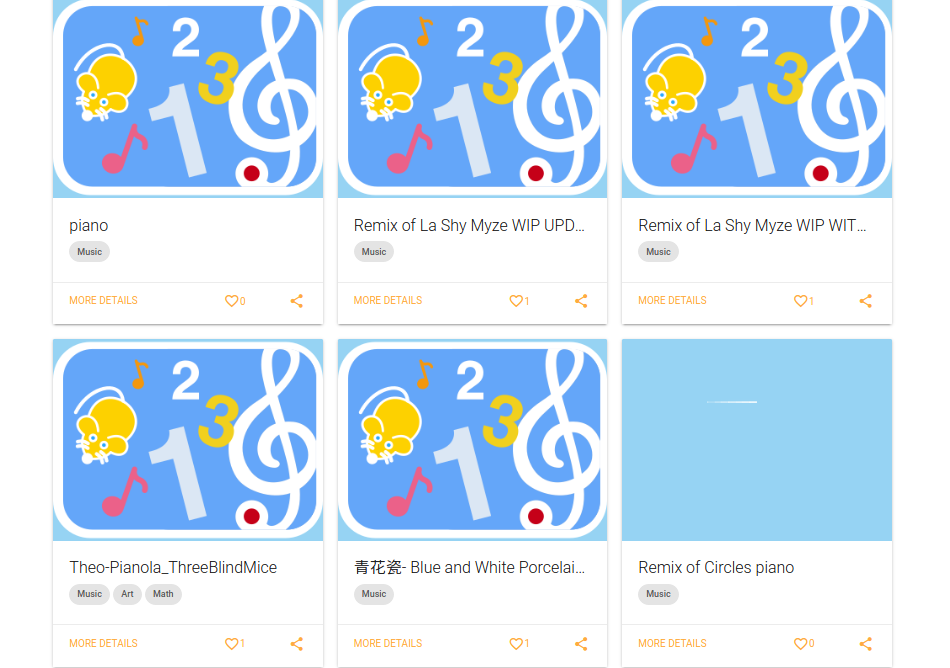 2
3
1
2
3
1
2
3
1
piano
Remix of La Shy Myze WIP UPD...
Remix of La Shy Myze WIP WIT...
Music
Music
Music
MORE DETAILS
0
MORE DETAILS
1
MORE DETAILS
1
2
3
1
2
3
1
Theo-Pianola_ThreeBlindMice
青花瓷- Blue and White Porcelai...
Remix of Circles piano
Music Art Math
Music
Music
MORE DETAILS
1
MORE DETAILS
1
MORE DETAILS
0